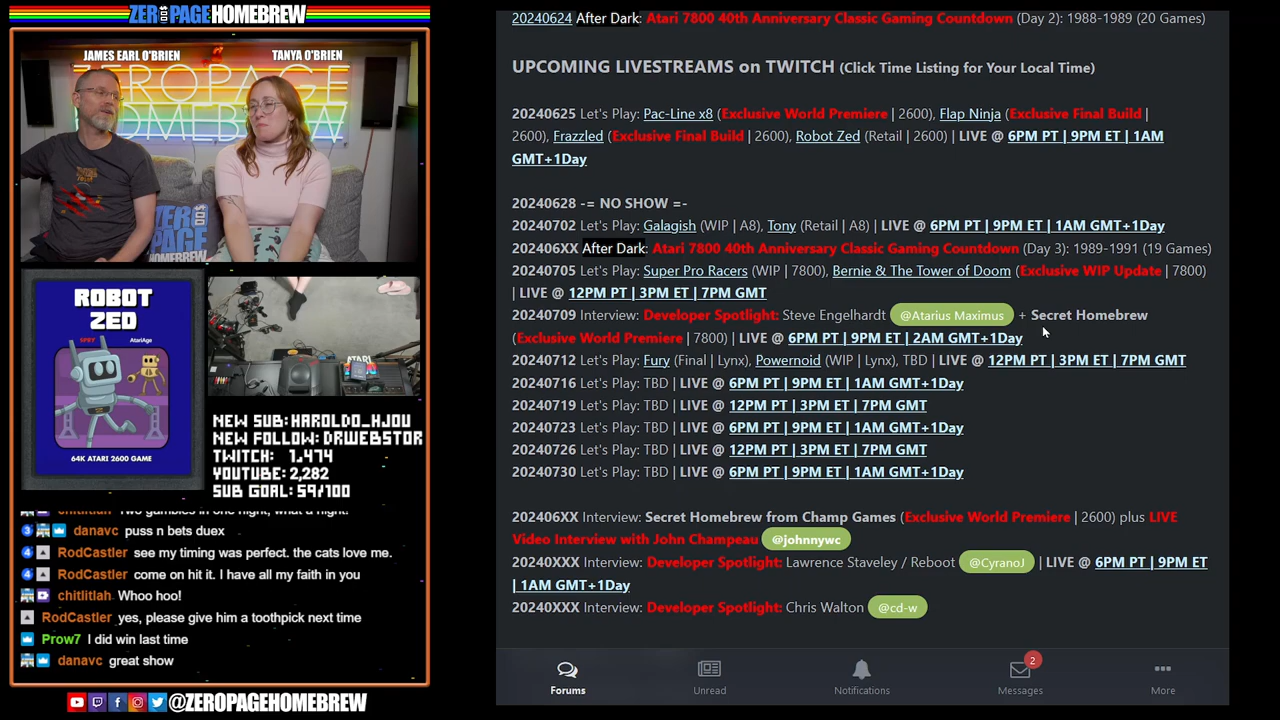 ZEROPAGEHOMEBREW
JAMES EARL O'BRIEN
TANYA O'BRIEN
ZEROPAGE
HOMEBREW
ROBOT
ZED
SPET
AtariAge
64K ATARI 2600 GAME
ATARI
NEW SUB:HAROLDO_HJOU
NEW FOLLOW:DRWEBSTOR
TWITCH: 1,474
YOUTUBE:2,282
SUB GOAL:59/100
chitlitlah Two gambles in one night, what a night!
danavc puss n bets duex
RodCastler see my timing was perfect. the cats love me.
RodCastler come on hit it. I have all my faith in you
chitlitlah Whoo hoo!
RodCastler yes, please give him a toothpick next time
Prow7 I did win last time
danavc great show
@ZEROPAGEHOMEBREW
20240624 After Dark: Atari 7800 40th Anniversary Classic Gaming Countdown (Day 2): 1988-1989 (20 Games)
UPCOMING LIVESTREAMS on TWITCH (Click Time Listing for Your Local Time)
20240625 Let's Play: Pac-Line x8 (Exclusive World Premiere | 2600), Flap Ninja (Exclusive Final Build |
2600), Frazzled (Exclusive Final Build | 2600), Robot Zed (Retail | 2600) | LIVE @ 6PM PT | 9PM ET | 1AM
GMT+1Day
20240628 -= NO SHOW =-
20240702 Let's Play: Galagish (WIP | A8), Tony (Retail | A8) | LIVE @ 6PM PT | 9PM ET | 1AM GMT+1Day
202406XX After Dark: Atari 7800 40th Anniversary Classic Gaming Countdown (Day 3): 1989-1991 (19 Games)
20240705 Let's Play: Super Pro Racers (WIP | 7800), Bernie & The Tower of Doom (Exclusive WIP Update | 7800)
| LIVE @ 12PM PT | 3PM ET | 7PM GMT
20240709 Interview: Developer Spotlight: Steve Engelhardt @Atarius Maximus + Secret Homebrew
(Exclusive World Premiere | 7800) | LIVE @ 6PM PT | 9PM ET | 2AM GMT+1Day
20240712 Let's Play: Fury (Final | Lynx), Powernoid (WIP | Lynx), TBD | LIVE @ 12PM PT | 3PM ET | 7PM GMT
20240716 Let's Play: TBD | LIVE @ 6PM PT | 9PM ET | 1AM GMT+1Day
20240719 Let's Play: TBD | LIVE @ 12PM PT | 3PM ET | 7PM GMT
20240723 Let's Play: TBD | LIVE @ 6PM PT | 9PM ET | 1AM GMT+1Day
20240726 Let's Play: TBD | LIVE @ 12PM PT | 3PM ET | 7PM GMT
20240730 Let's Play: TBD | LIVE @ 6PM PT | 9PM ET | 1AM GMT+1Day
202406XX Interview: Secret Homebrew from Champ Games (Exclusive World Premiere | 2600) plus LIVE
Video Interview with John Champeau @johnnywc
20240XXX Interview: Developer Spotlight: Lawrence Staveley / Reboot @CyranoJ | LIVE @ 6PM PT | 9PM ET
| 1AM GMT+1Day
20240XXX Interview: Developer Spotlight: Chris Walton @cd-w
2
Forums
Unread
Notifications
Messages
More